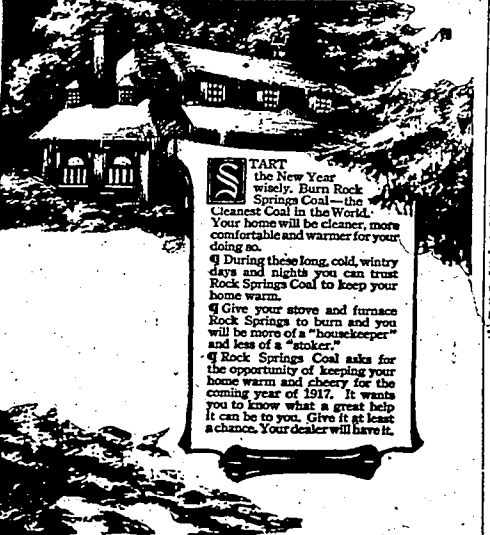 START
the New Year
wisely. Burn Rock
Springs Coal—the
Cleanest Coal in the World.
Your home will be cleaner, more
comfortable and warmer for your
doing so.
¶ During these long, cold, wintry
days and nights you can trust
Rock Springs Coal to keep your
home warm.
¶ Give your stove and furnace
Rock Springs to burn and you
will be more of a "housekeeper"
and less of a "stoker."
¶ Rock Springs Coal asks for
the opportunity of keeping your
home warm and cheery for the
coming year of 1917. It wants
you to know what a great help
it can be to you. Give it at least
a chance. Your dealer will have it.